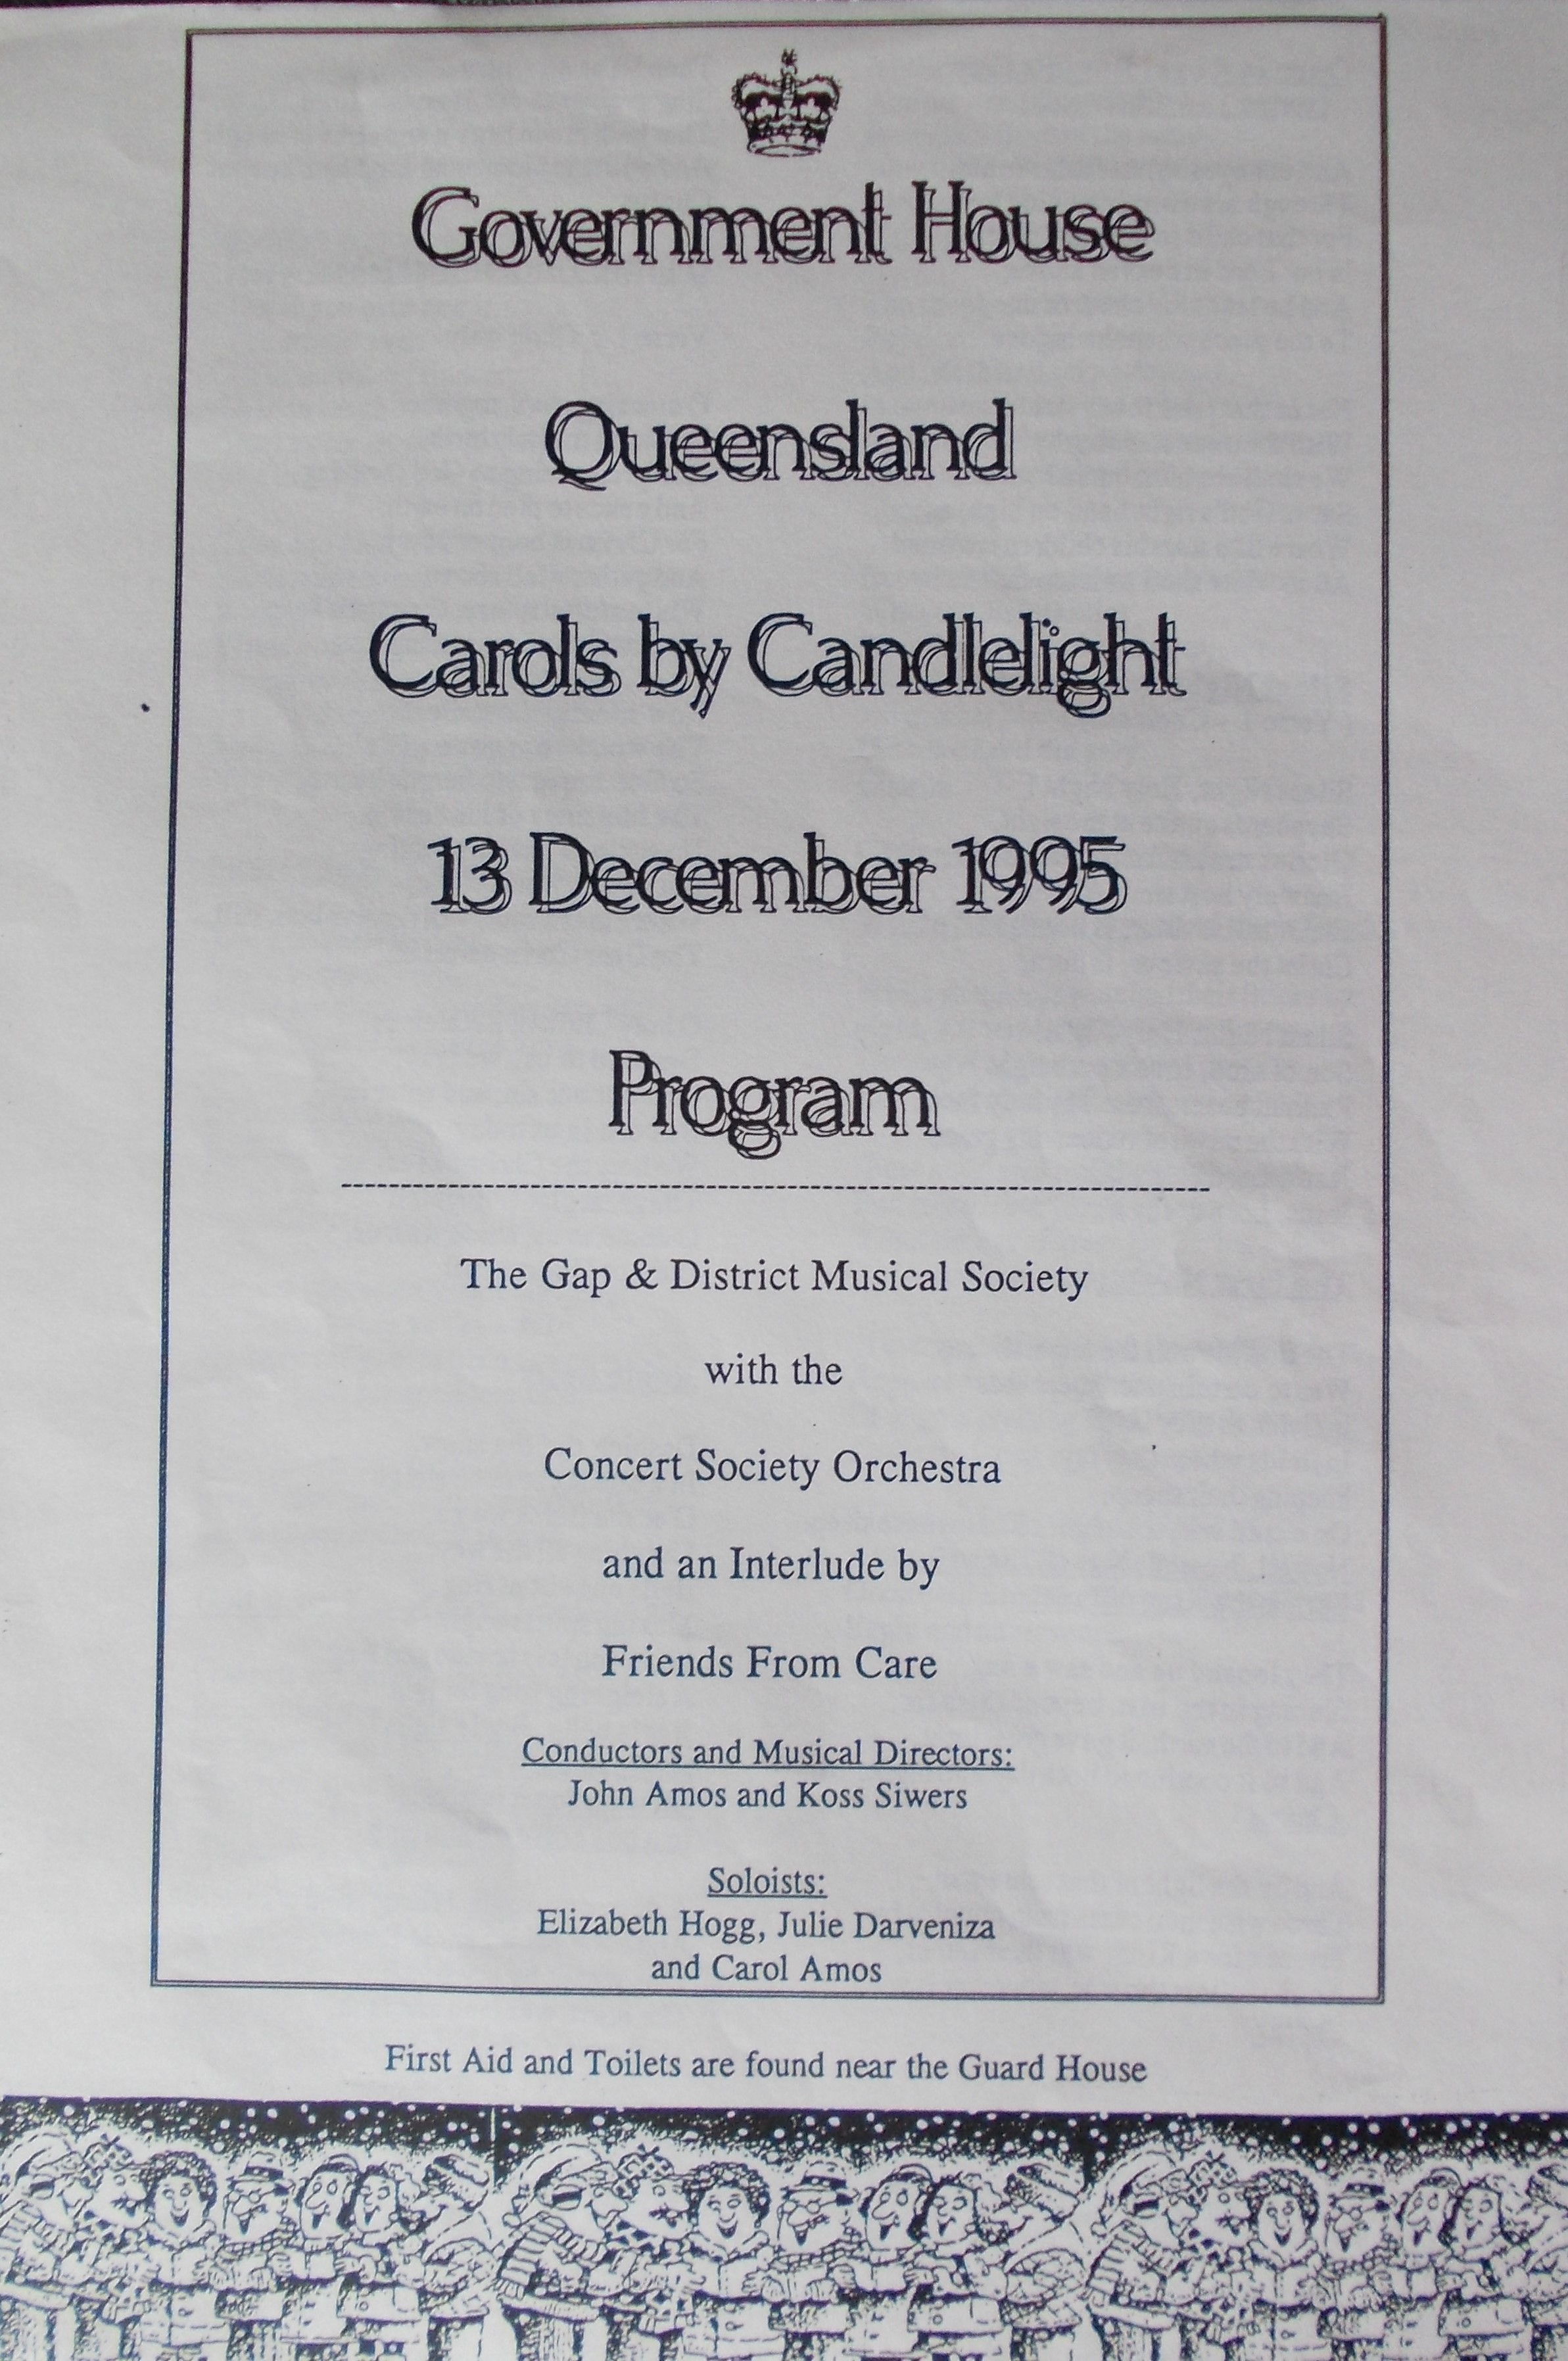 Government House
Queensland
Carols by Candlelight
13 December 1995
Program
The Gap & District Musical Society
with the
Concert Society Orchestra
and an Interlude by
Friends From Care
Conductors and Musical Directors:
John Amos and Koss Siwers
Soloists:
Elizabeth Hogg, Julie Darveniza
and Carol Amos
First Aid and Toilets are found near the Guard House